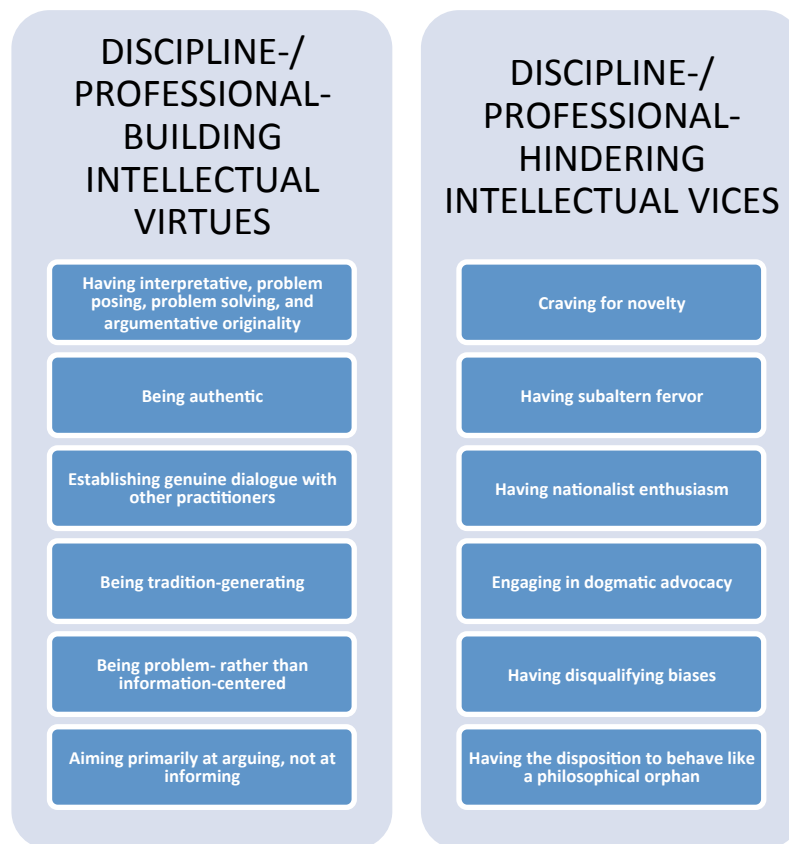 DISCIPLINE-/
PROFESSIONAL-
BUILDING
INTELLECTUAL
VIRTUES
Having interpretative, problem
posing, problem solving, and
argumentative originality
Being authentic
Establishing genuine dialogue with
other practitioners
Being tradition-generating
Being problem- rather than
information-centered
Aiming primarily at arguing, not at
informing
DISCIPLINE-/
PROFESSIONAL-
HINDERING
INTELLECTUAL VICES
Craving for novelty
Having subaltern fervor
Having nationalist enthusiasm
Engaging in dogmatic advocacy
Having disqualifying biases
Having the disposition to behave like
a philosophical orphan